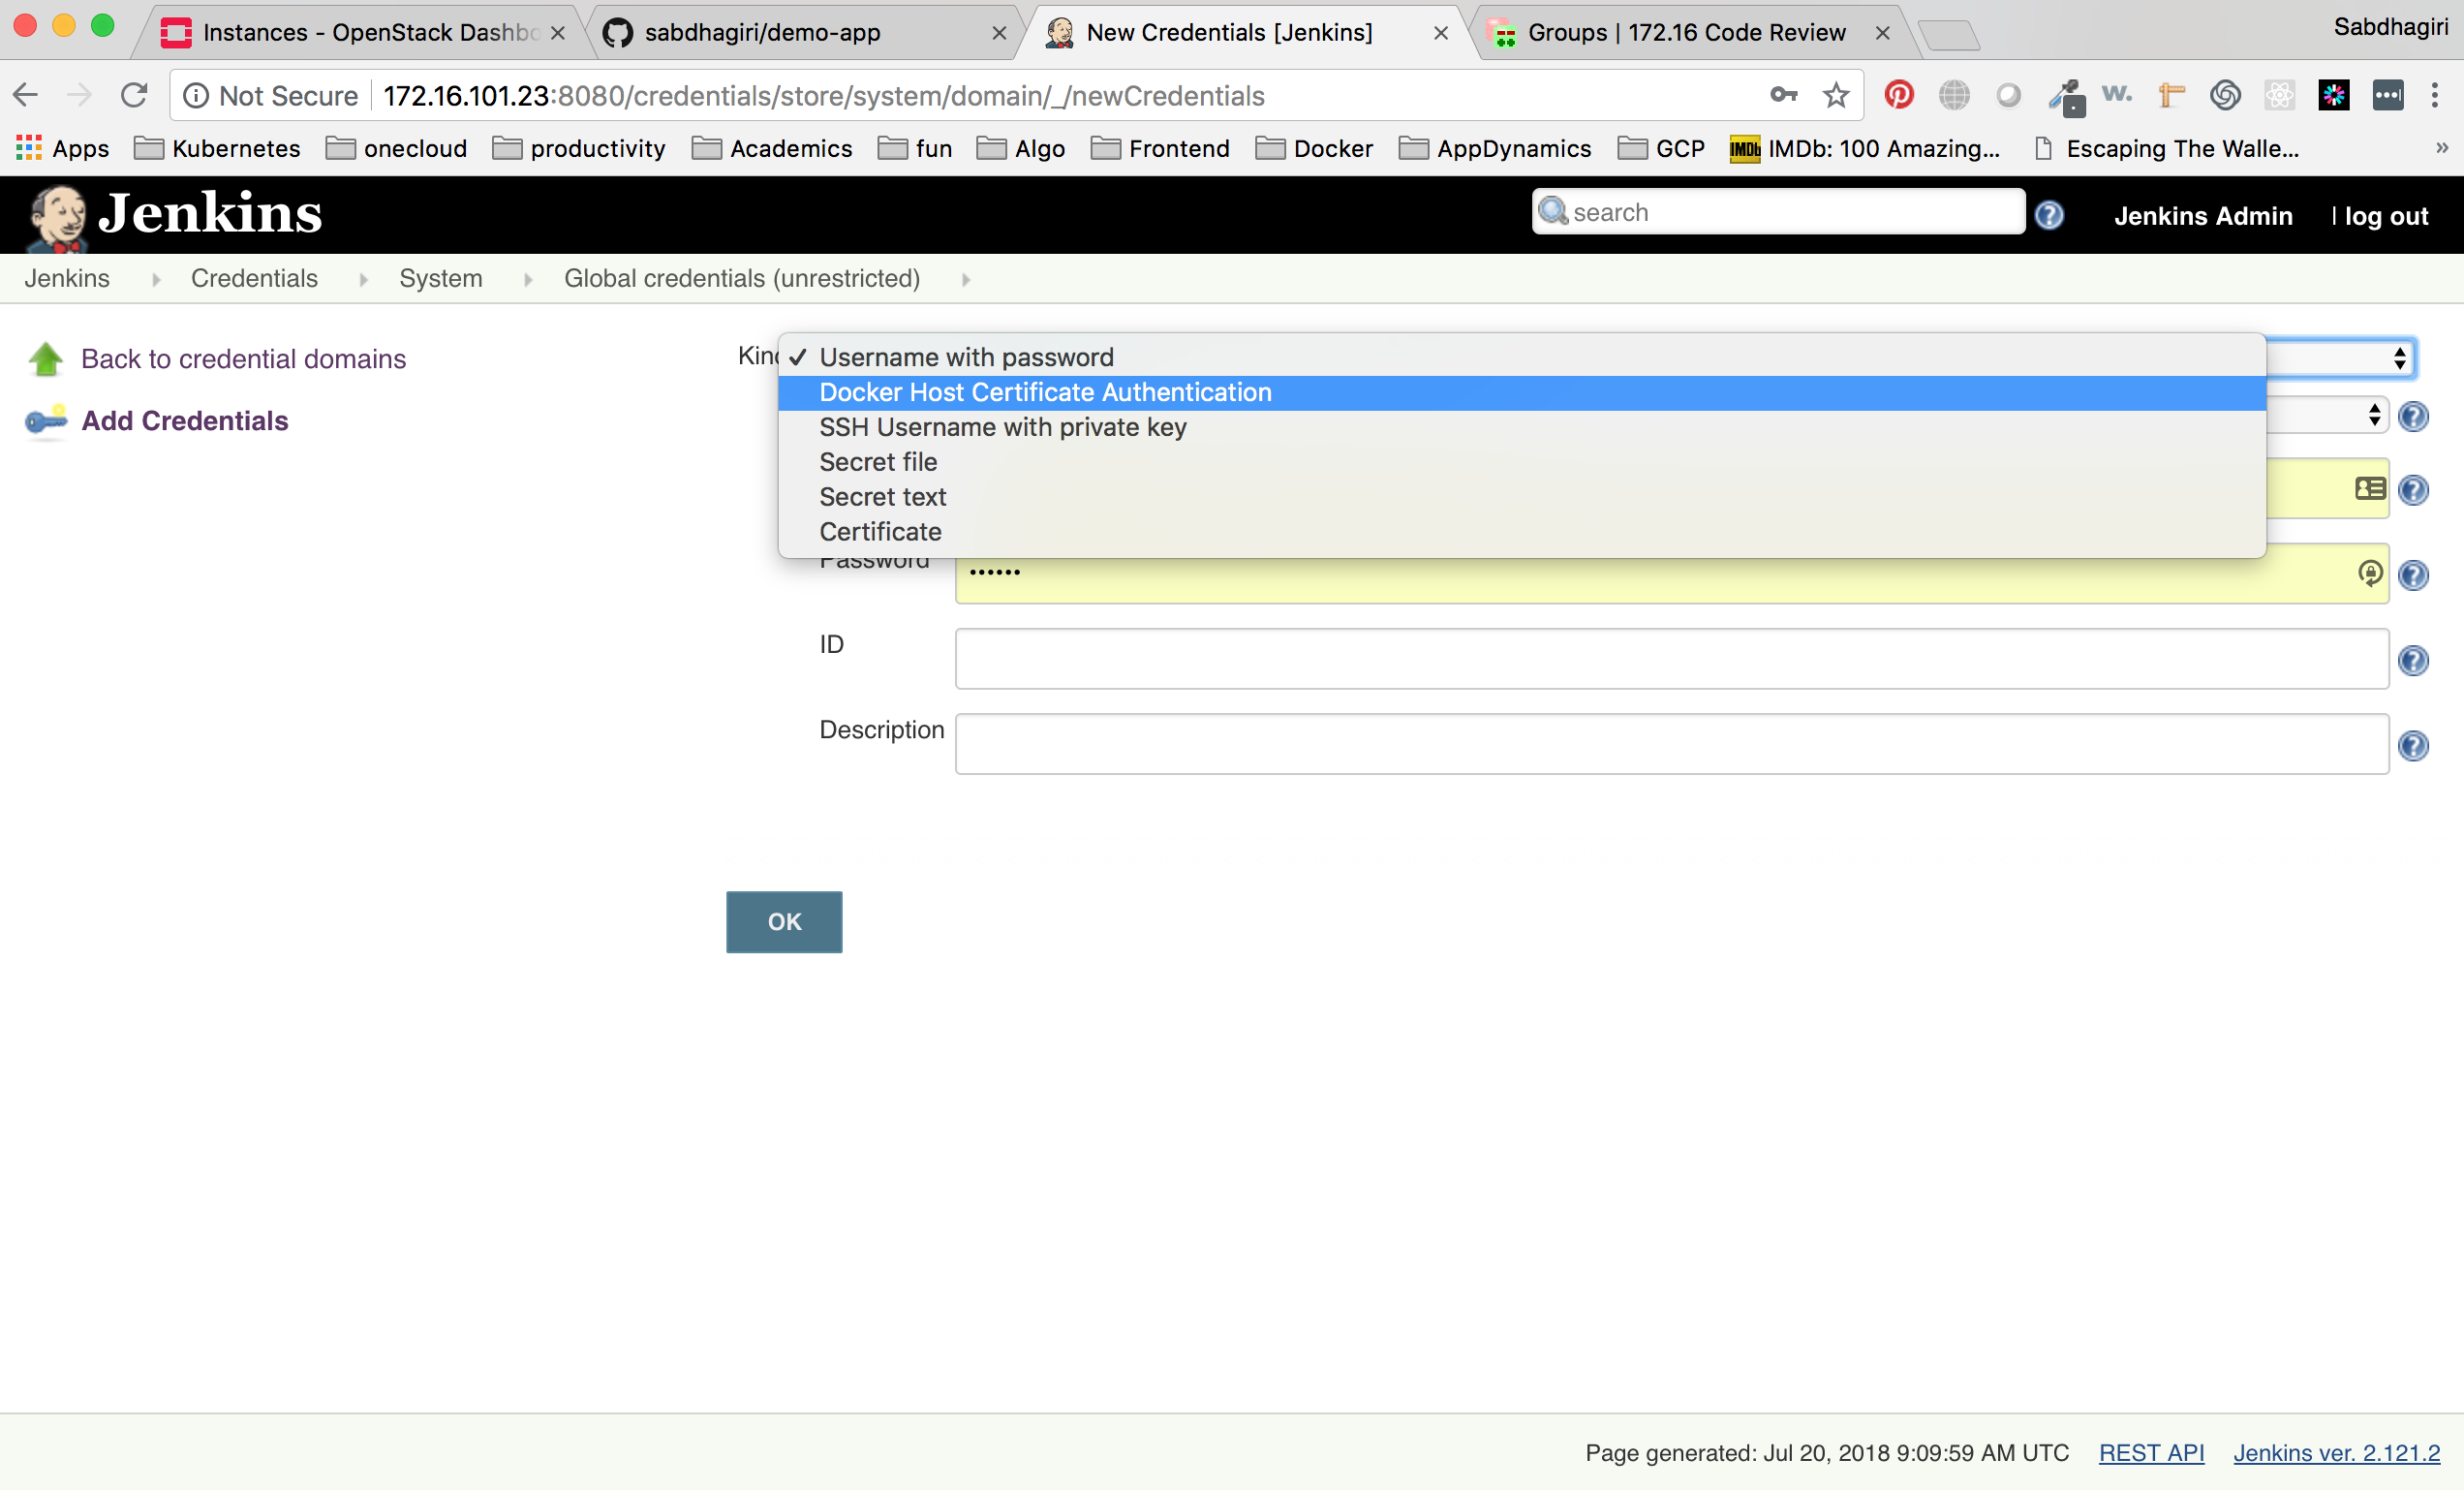 Instances - OpenStack Dashbo
sabdhagiri/demo-app
New Credentials [Jenkins]
Groups | 172.16 Code Review
Sabdhagiri
Not Secure
172.16.101.23:8080/credentials/store/system/domain/_/newCredentials
w.
Apps
Kubernetes
onecloud
productivity
Academics
fun
Algo
Frontend
Docker
AppDynamics
GCP
IMDb
IMDb: 100 Amazing...
Escaping The Walle...
»
Jenkins
search
Jenkins Admin
| log out
Jenkins
Credentials
System
Global credentials (unrestricted)
Back to credential domains
Add Credentials
Kind
✓ Username with password
Docker Host Certificate Authentication
SSH Username with private key
Secret file
Secret text
Certificate
Password
••••••
ID
Description
OK
Page generated: Jul 20, 2018 9:09:59 AM UTC
REST API
Jenkins ver. 2.121.2